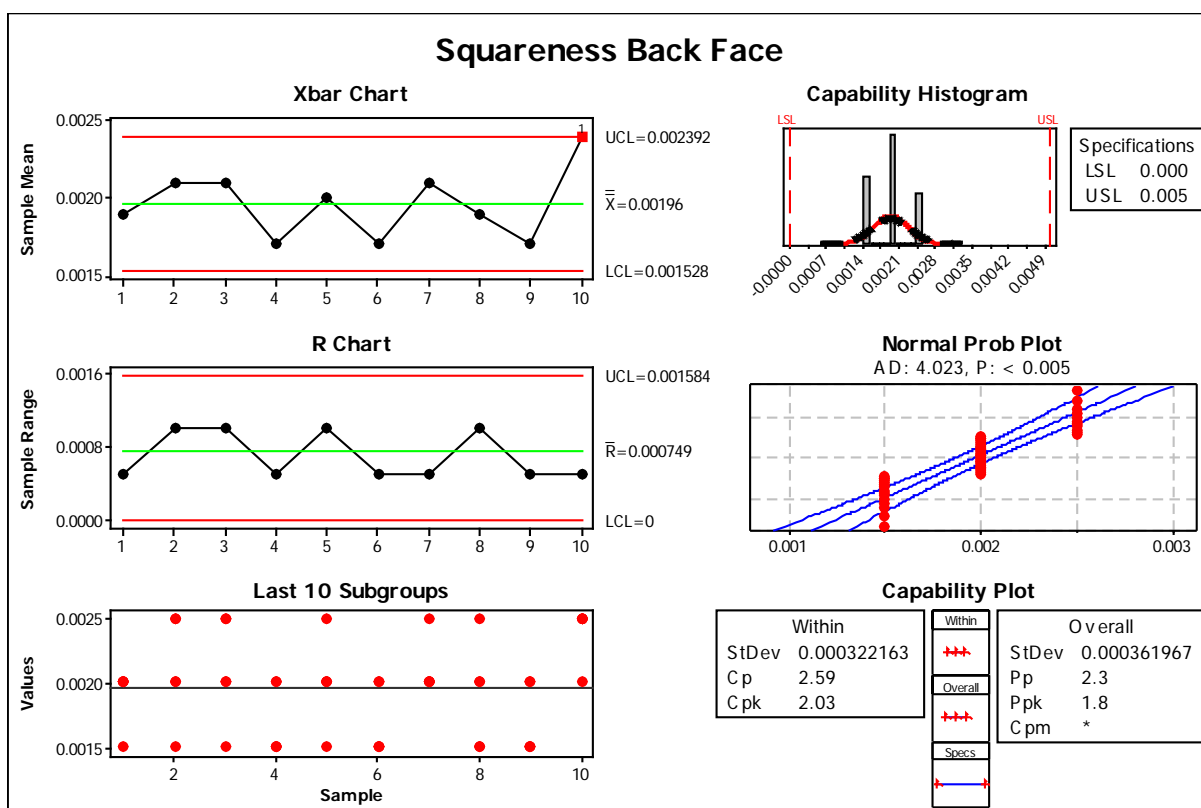 Squareness Back Face
Xbar Chart
Sample Mean
0.0025
0.0020
0.0015
1 2 3 4 5 6 7 8 9 10
1
UCL=0.002392
X=0.00196
LCL=0.001528
Capability Histogram
LSL USL
-0.0000 0.0007 0.0014 0.0021 0.0028 0.0035 0.0042 0.0049
Specifications
LSL 0.000
USL 0.005
R Chart
Sample Range
0.0016
0.0008
0.0000
1 2 3 4 5 6 7 8 9 10
UCL=0.001584
R=0.000749
LCL=0
Normal Prob Plot
AD: 4.023, P: < 0.005
0.001 0.002 0.003
Last 10 Subgroups
Values
0.0025
0.0020
0.0015
2 4 6 8 10
Sample
Capability Plot
Within
StDev 0.000322163
Cp 2.59
Cpk 2.03
Within
Overall
Specs
Overall
StDev 0.000361967
Pp 2.3
Ppk 1.8
Cpm *